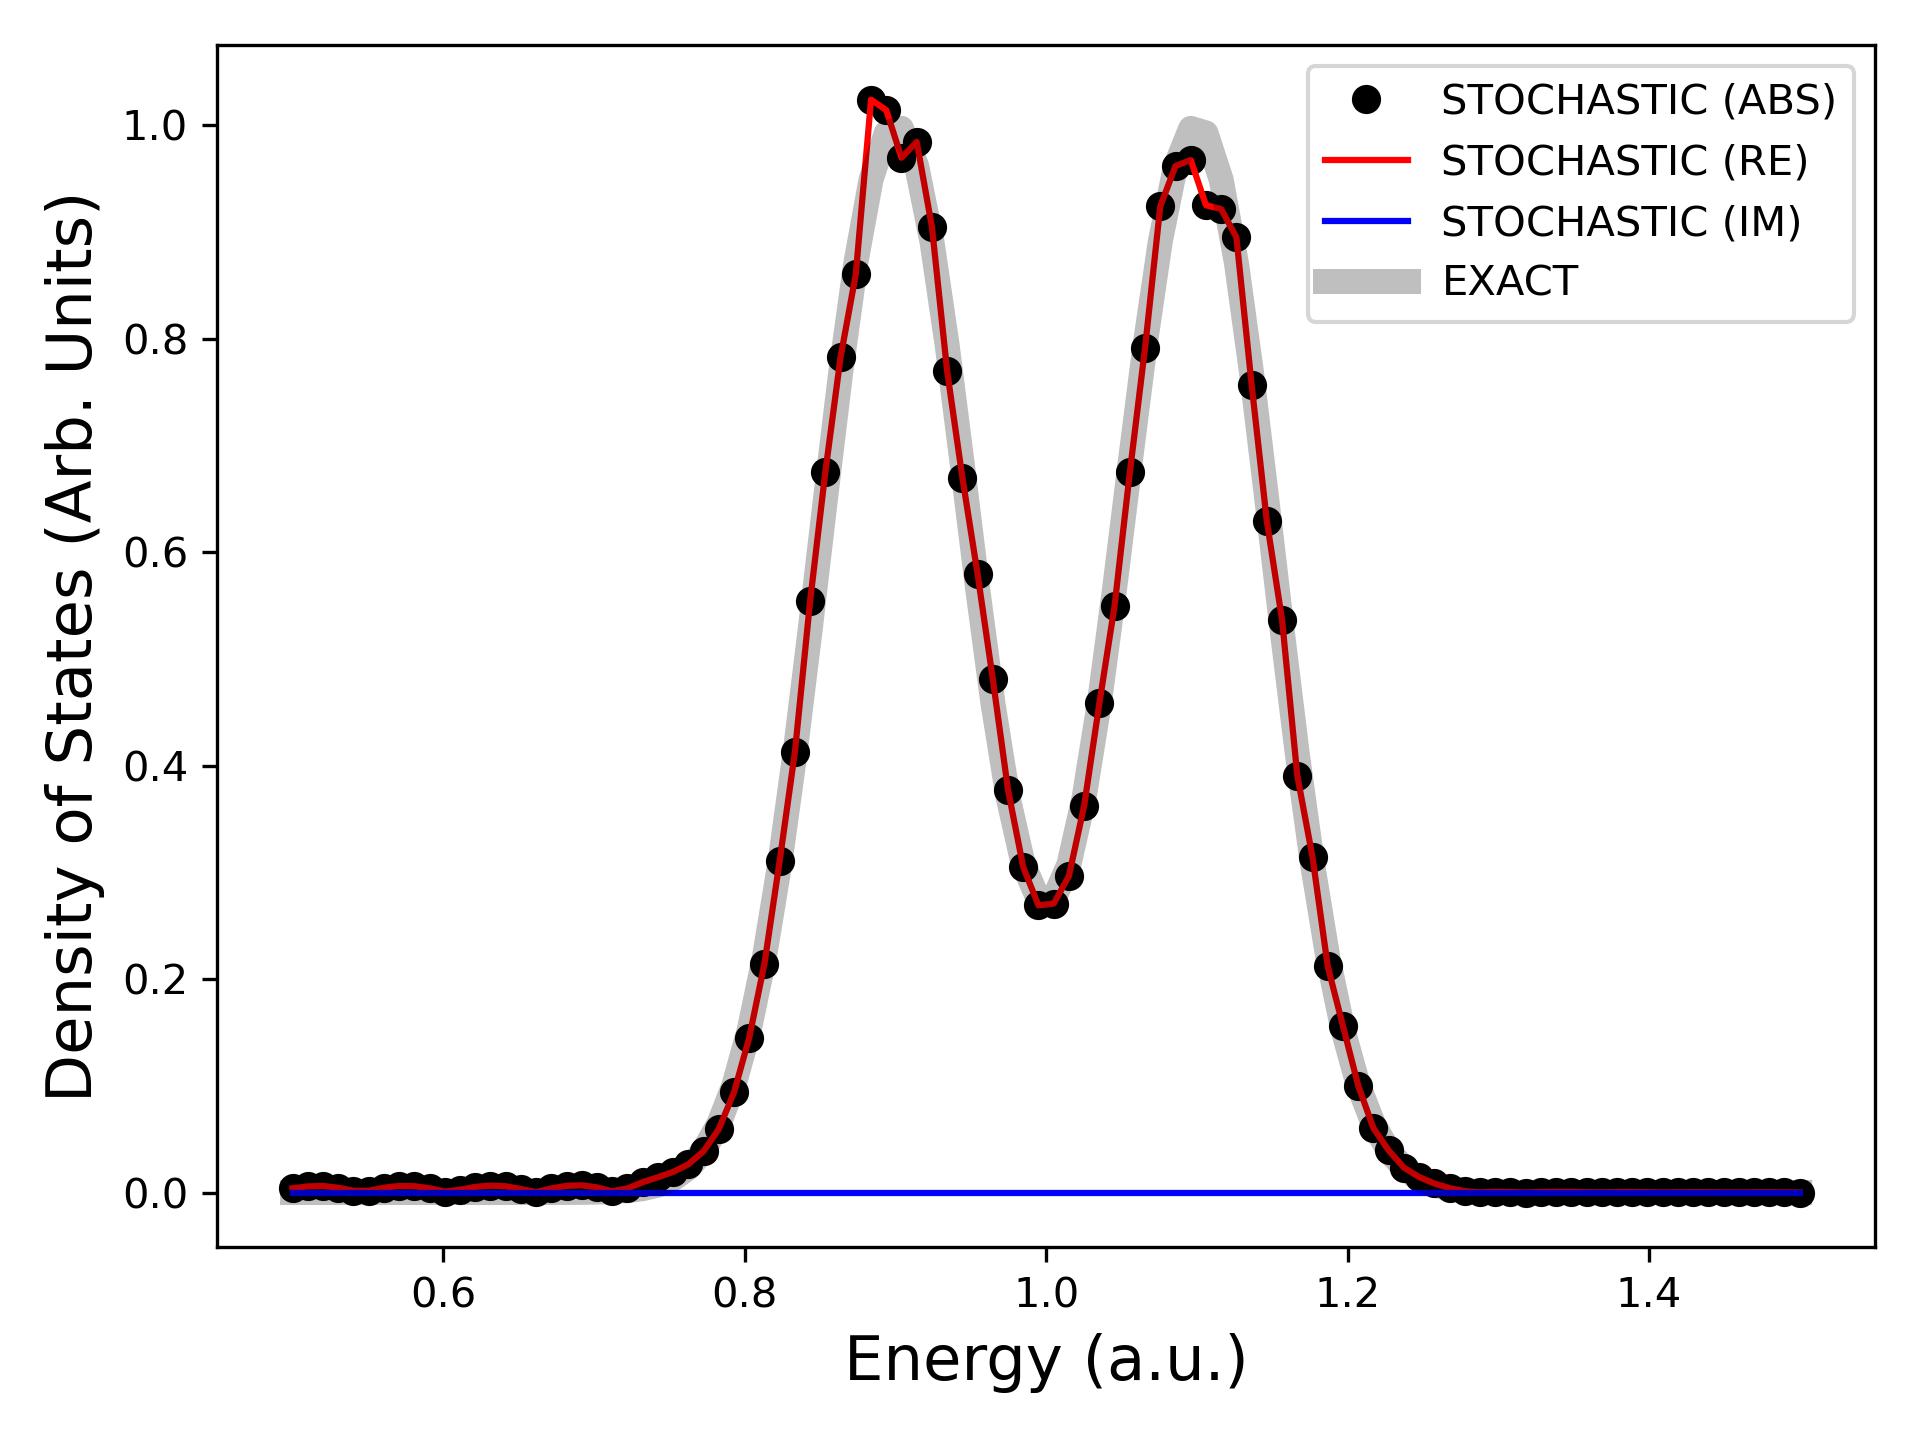 STOCHASTIC (ABS)
STOCHASTIC (RE)
STOCHASTIC (IM)
EXACT
Density of States (Arb. Units)
1.0
0.8
0.6
0.4
0.2
0.0
0.6 0.8 1.0 1.2 1.4
Energy (a.u.)